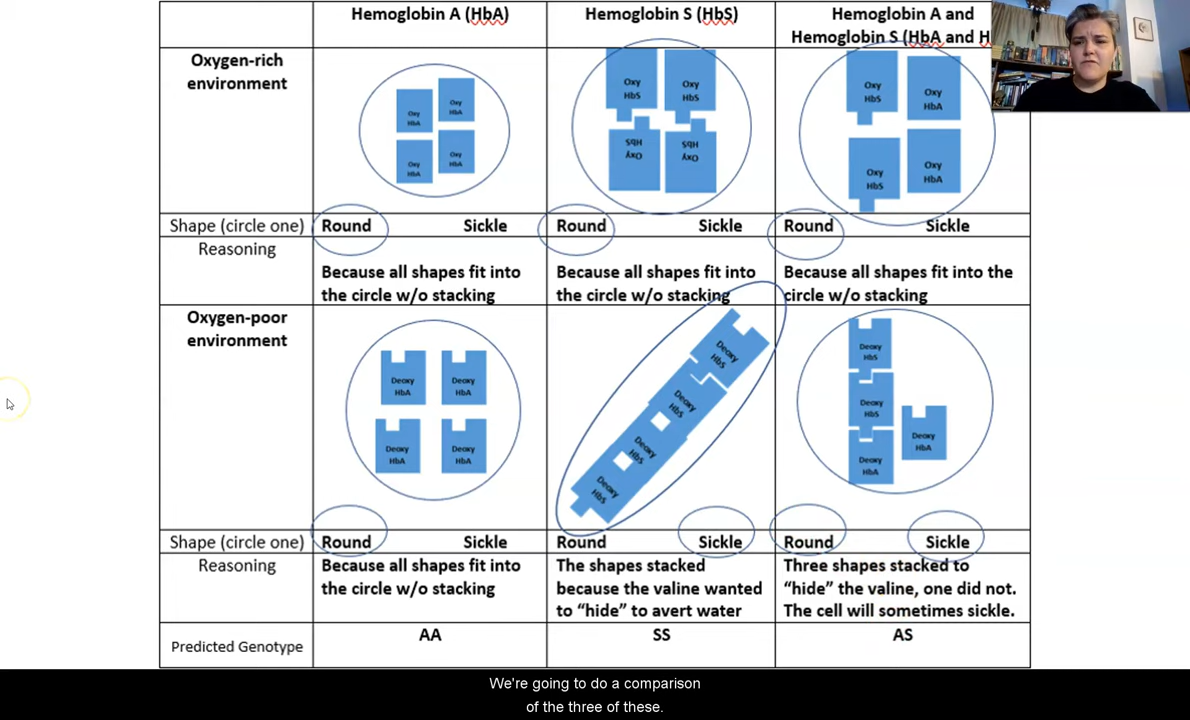 Hemoglobin A (HbA)
Hemoglobin S (HbS)
Hemoglobin A and
Hemoglobin S (HbA and H
Oxygen-rich
environment
Oxy
HbA
Oxy
HbA
Oxy
HbA
Oxy
HbA
Oxy
HbS
Oxy
HbS
Oxy
HbS
Oxy
HbS
Oxy
HbS
Oxy
HbA
Oxy
HbS
Oxy
HbA
Shape (circle one)
Round
Sickle
Round
Sickle
Round
Sickle
Reasoning
Because all shapes fit into
the circle w/o stacking
Because all shapes fit into
the circle w/o stacking
Because all shapes fit into the
circle w/o stacking
Oxygen-poor
environment
Deoxy
HbA
Deoxy
HbA
Deoxy
HbA
Deoxy
HbA
Deoxy
HbS
Deoxy
HbS
Deoxy
HbS
Deoxy
HbS
Deoxy
HbS
Deoxy
HbS
Deoxy
HbA
Deoxy
HbA
Shape (circle one)
Round
Sickle
Round
Sickle
Round
Sickle
Reasoning
Because all shapes fit into
the circle w/o stacking
The shapes stacked
because the valine wanted
to “hide” to avert water
Three shapes stacked to
“hide” the valine, one did not.
The cell will sometimes sickle.
Predicted Genotype
AA
SS
AS
We're going to do a comparison
of the three of these.